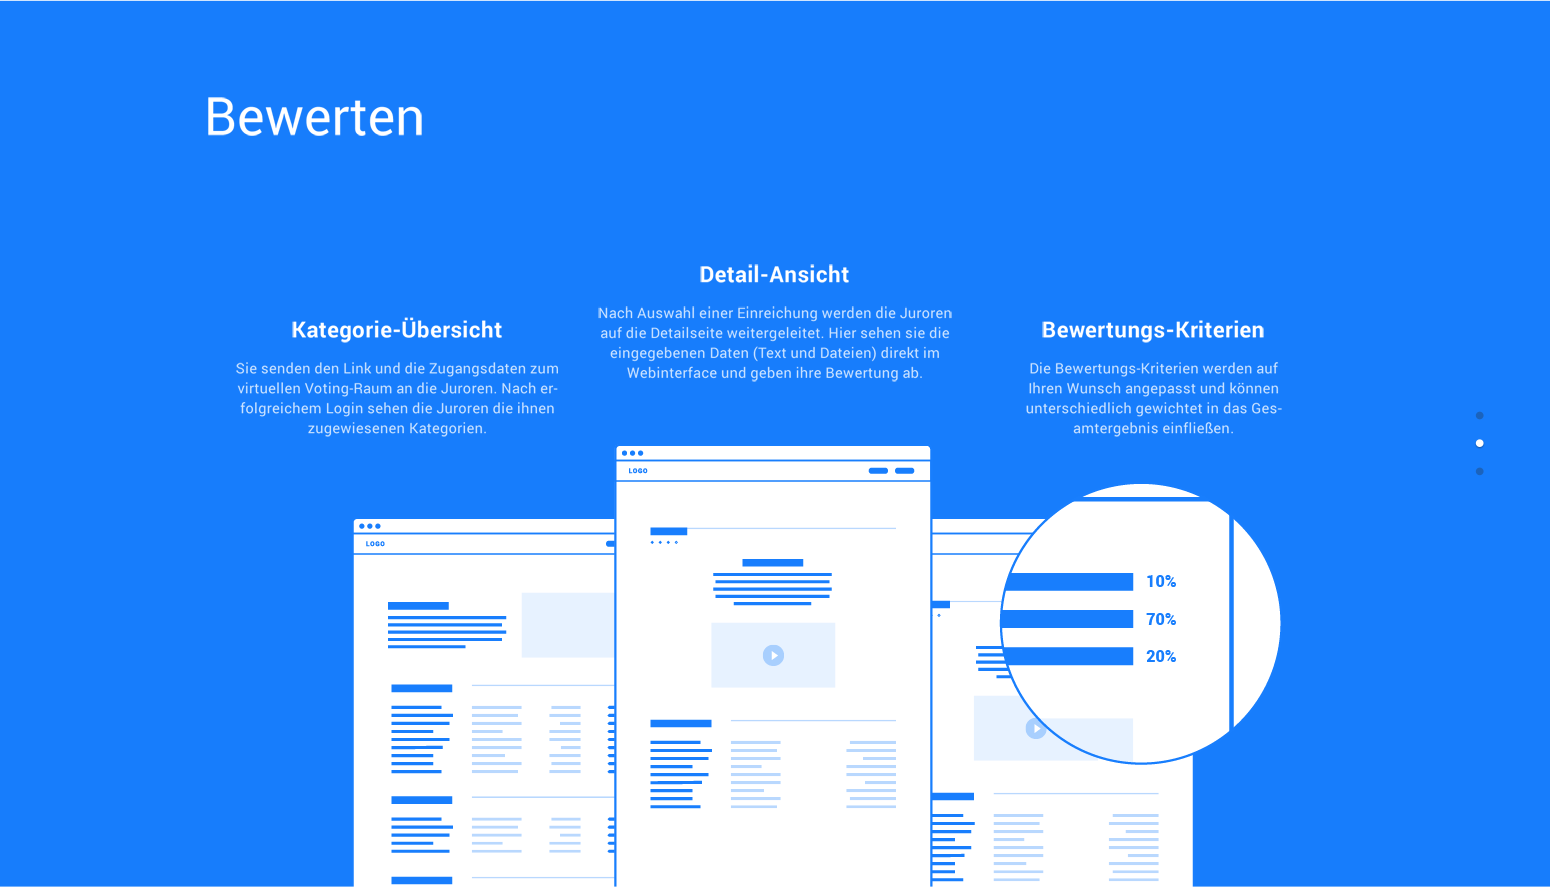 Bewerten
Kategorie-Übersicht
Sie senden den Link und die Zugangsdaten zum
virtuellen Voting-Raum an die Juroren. Nach er-
folgreichem Login sehen die Juroren die ihnen
zugewiesenen Kategorien.
Detail-Ansicht
Nach Auswahl einer Einreichung werden die Juroren
auf die Detailseite weitergeleitet. Hier sehen sie die
eingegebenen Daten (Text und Dateien) direkt im
Webinterface und geben ihre Bewertung ab.
Bewertungs-Kriterien
Die Bewertungs-Kriterien werden auf
Ihren Wunsch angepasst und können
unterschiedlich gewichtet in das Ges-
amtergebnis einfließen.
LOGO
LOGO
10%
70%
20%